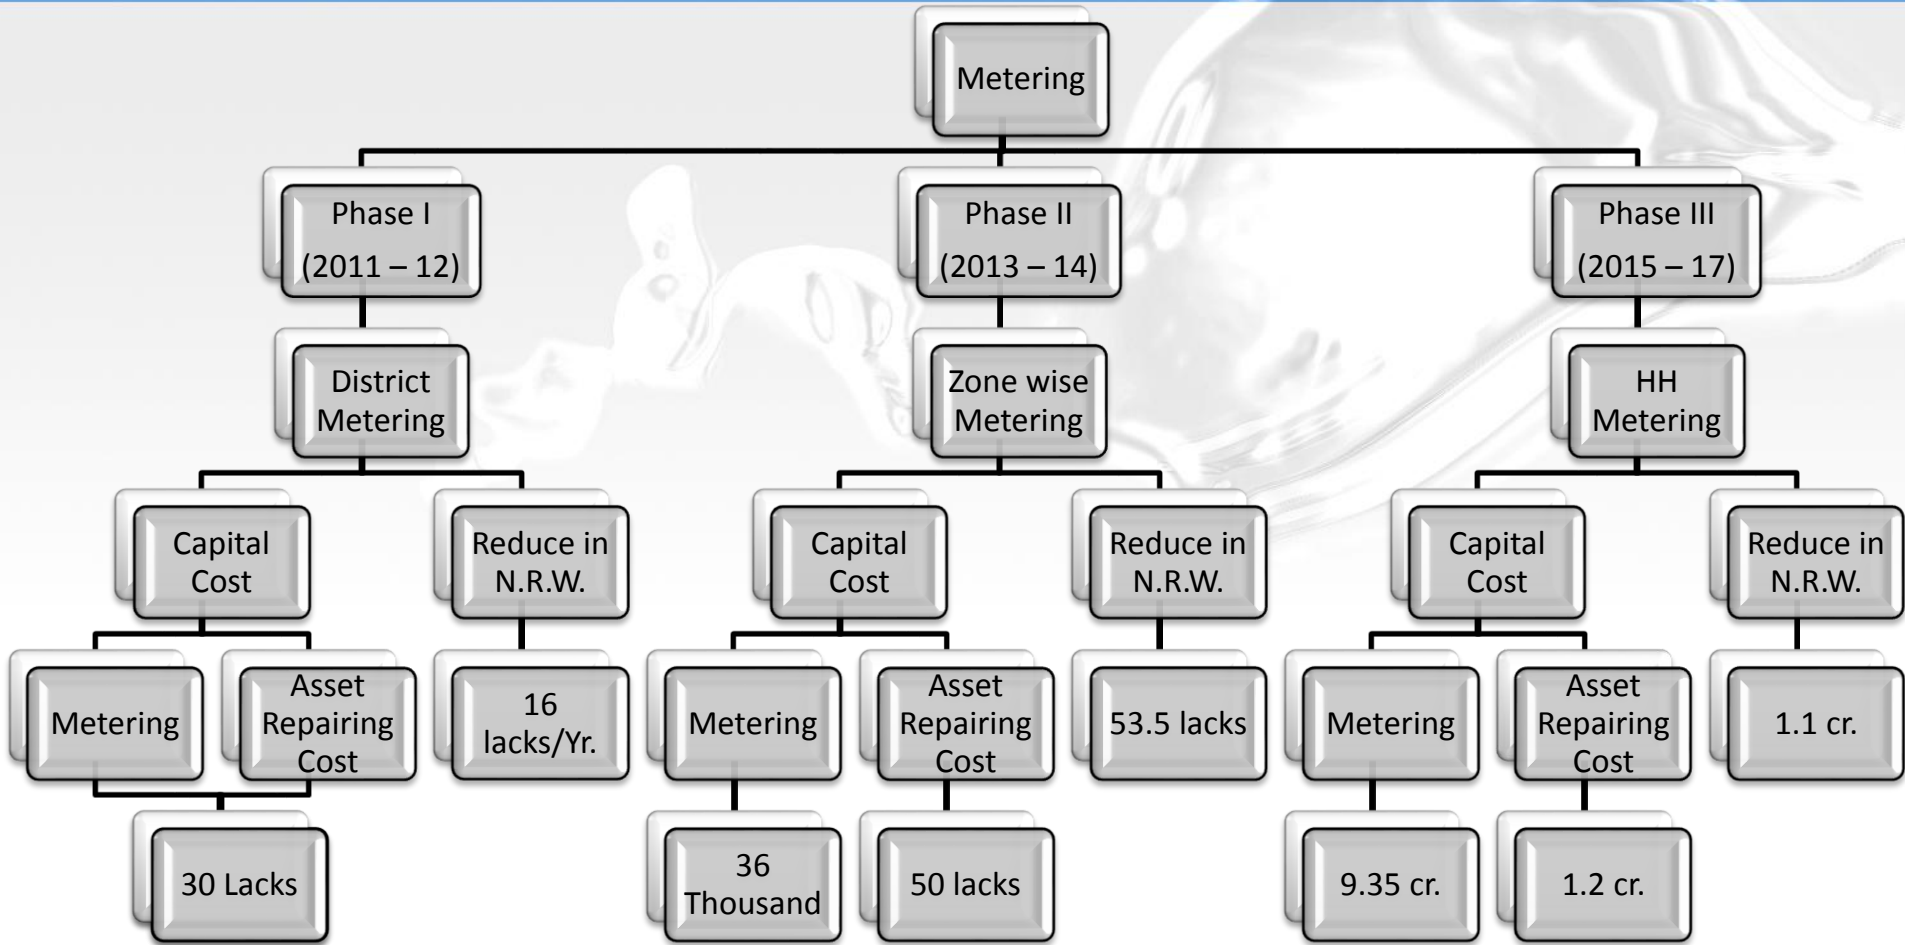 Metering
Phase I
(2011 – 12)
Phase II
(2013 – 14)
Phase III
(2015 – 17)
District
Metering
Zone wise
Metering
HH
Metering
Capital
Cost
Reduce in
N.R.W.
Capital
Cost
Reduce in
N.R.W.
Capital
Cost
Reduce in
N.R.W.
Metering
Asset
Repairing
Cost
16
lacks/Yr.
Metering
Asset
Repairing
Cost
53.5 lacks
Metering
Asset
Repairing
Cost
1.1 cr.
30 Lacks
36
Thousand
50 lacks
9.35 cr.
1.2 cr.